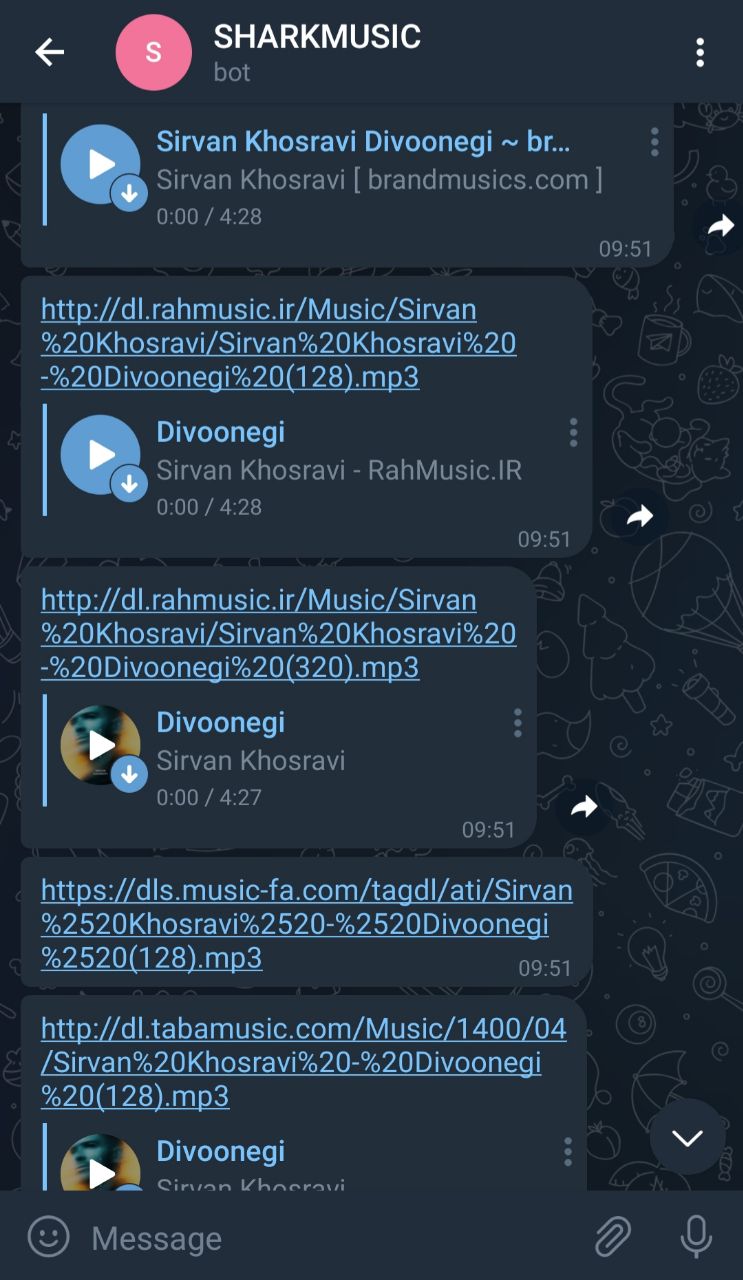 SHARKMUSIC
S
bot
Sirvan Khosravi Divoonegi ~ br...
Sirvan Khosravi [ brandmusics.com ]
0:00 / 4:28
09:51
http://dl.rahmusic.ir/Music/Sirvan
%20Khosravi/Sirvan%20Khosravi%20
-%20Divoonegi%20(128).mp3
Divoonegi
Sirvan Khosravi - RahMusic.IR
0:00 / 4:28
09:51
http://dl.rahmusic.ir/Music/Sirvan
%20Khosravi/Sirvan%20Khosravi%20
-%20Divoonegi%20(320).mp3
Divoonegi
Sirvan Khosravi
0:00 / 4:27
09:51
https://dls.music-fa.com/tagdl/ati/Sirvan
%2520Khosravi%2520-%2520Divoonegi
%2520(128).mp3
09:51
http://dl.tabamusic.com/Music/1400/04
/Sirvan%20Khosravi%20-%20Divoonegi
%20(128).mp3
Divoonegi
Sirvan Khosravi
Message